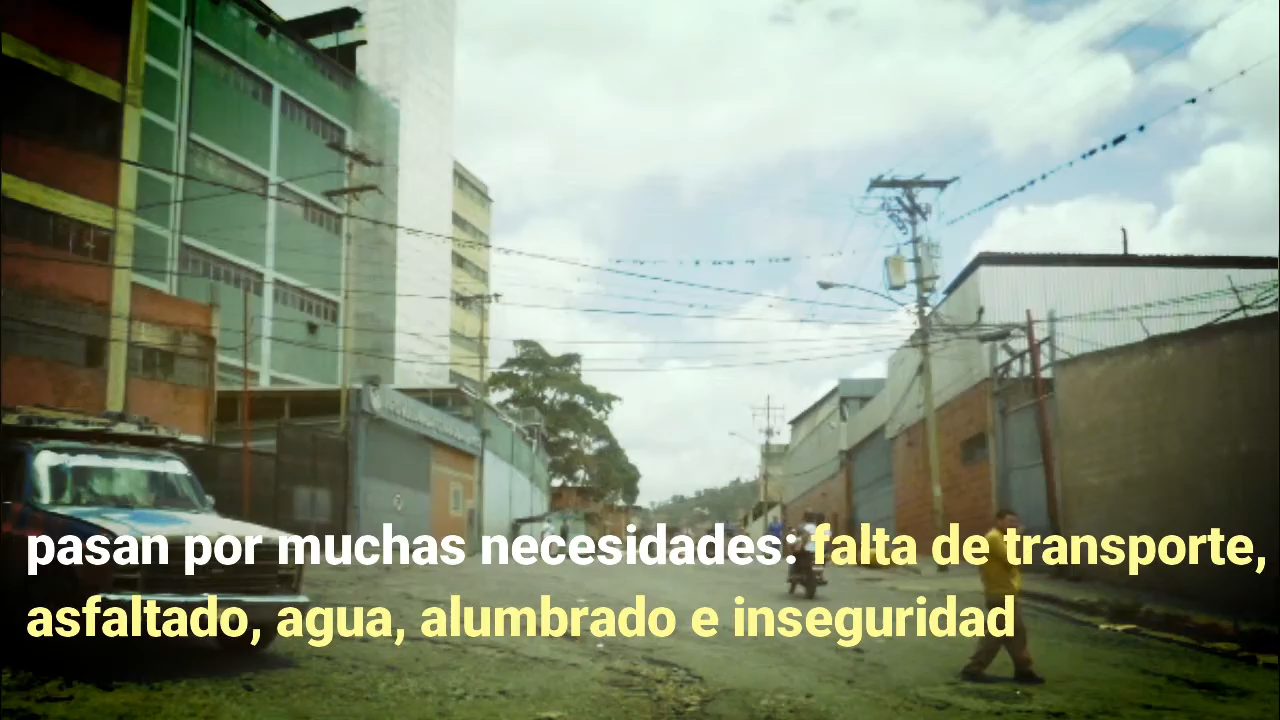 pasan por muchas necesidades: falta de transporte,
asfaltado, agua, alumbrado e inseguridad